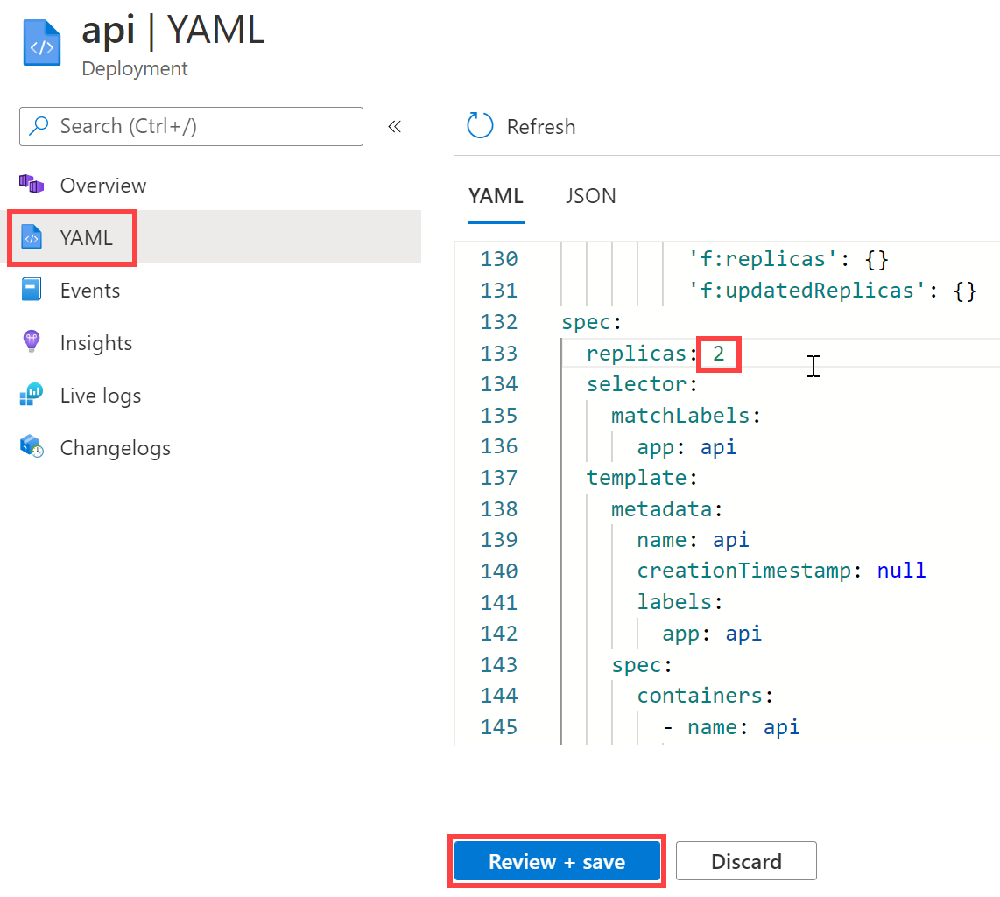 api | YAML
Deployment
Search (Ctrl+/)
«
Refresh
Overview
YAML
Events
Insights
Live logs
Changelogs
YAML JSON
130 'f:replicas': {}
131 'f:updatedReplicas': {}
132 spec:
133 replicas: 2
134 selector:
135 matchLabels:
136 app: api
137 template:
138 metadata:
139 name: api
140 creationTimestamp: null
141 labels:
142 app: api
143 spec:
144 containers:
145 - name: api
Review + save
Discard